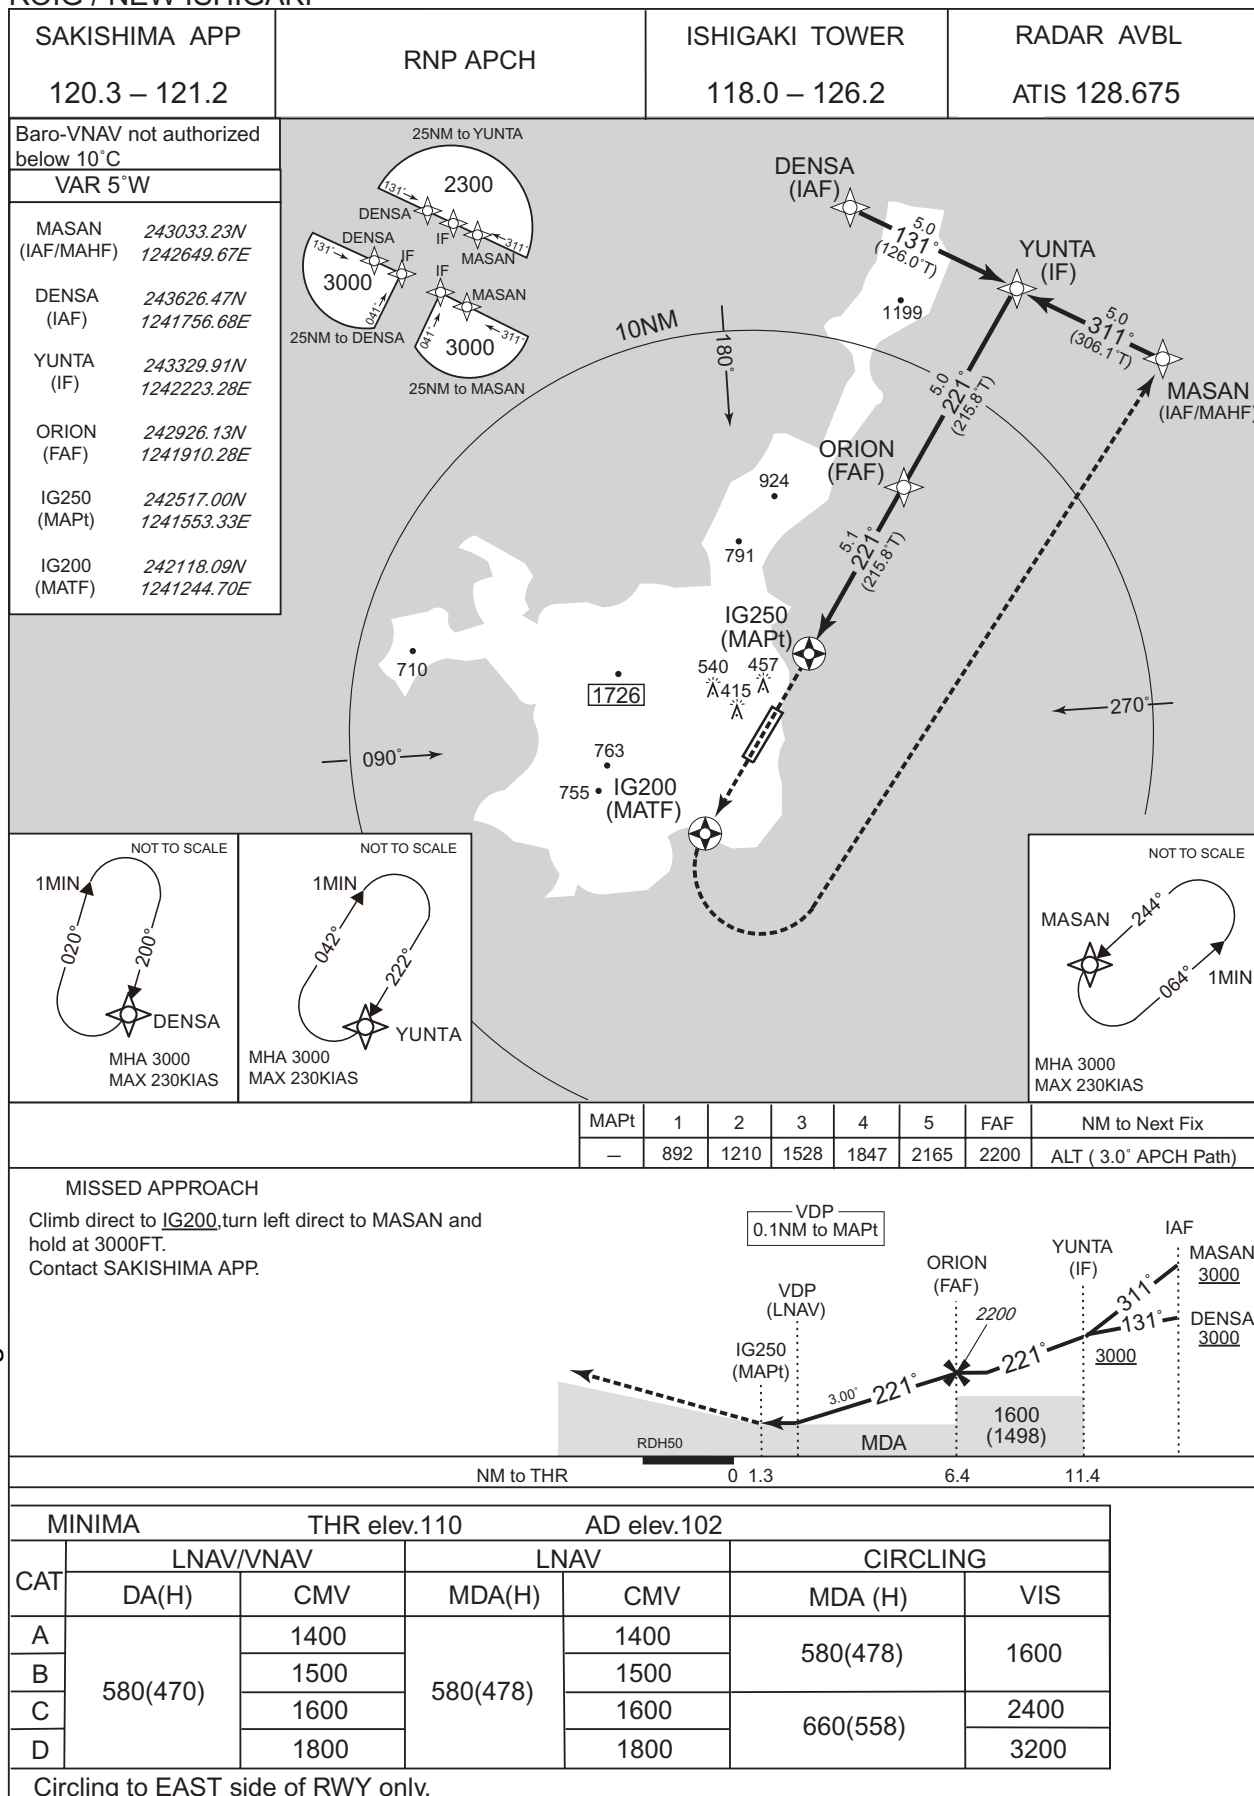 ROIG / NEW ISHIGAKI
SAKISHIMA APP
120.3 – 121.2
RNP APCH
ISHIGAKI TOWER
118.0 – 126.2
RADAR AVBL
ATIS 128.675
Baro-VNAV not authorized
below 10˚C
VAR 5˚W
MASAN 243033.23N
(IAF/MAHF) 1242649.67E
DENSA 243626.47N
(IAF) 1241756.68E
YUNTA 243329.91N
(IF) 1242223.28E
ORION 242926.13N
(FAF) 1241910.28E
IG250 242517.00N
(MAPt) 1241553.33E
IG200 242118.09N
(MATF) 1241244.70E
25NM to YUNTA
2300
131˚
DENSA
IF
MASAN
311˚
131˚
DENSA
IF
3000
041˚
25NM to DENSA
IF
MASAN
041˚
311˚
3000
25NM to MASAN
DENSA
(IAF)
5.0
131˚
(126.0˚T)
YUNTA
(IF)
5.0
311˚
(306.1˚T)
MASAN
(IAF/MAHF)
1199
10NM
180˚
5.0
221˚
(215.8˚T)
ORION
(FAF)
924
791
5.1
221˚
(215.8˚T)
IG250
(MAPt)
540
457
415
710
1726
270˚
090˚
763
755
IG200
(MATF)
NOT TO SCALE
1MIN
020˚
200˚
DENSA
MHA 3000
MAX 230KIAS
NOT TO SCALE
1MIN
042°
222°
YUNTA
MHA 3000
MAX 230KIAS
NOT TO SCALE
MASAN
244°
064°
1MIN
MHA 3000
MAX 230KIAS
MAPt 1 2 3 4 5 FAF NM to Next Fix
– 892 1210 1528 1847 2165 2200 ALT ( 3.0˚ APCH Path)
MISSED APPROACH
Climb direct to IG200,turn left direct to MASAN and
hold at 3000FT.
Contact SAKISHIMA APP.
VDP
0.1NM to MAPt
IAF
MASAN
3000
DENSA
3000
YUNTA
(IF)
ORION
(FAF)
VDP
(LNAV)
IG250
(MAPt)
2200
311˚
131˚
3000
221˚
3.00˚
221˚
1600
(1498)
MDA
RDH50
NM to THR 0 1.3 6.4 11.4
MINIMA THR elev.110 AD elev.102
CAT LNAV/VNAV LNAV CIRCLING
DA(H) CMV MDA(H) CMV MDA (H) VIS
A 580(470) 1400 580(478) 1400 580(478) 1600
B 1500 1500
C 1600 1600 660(558) 2400
D 1800 1800 3200
Circling to EAST side of RWY only.